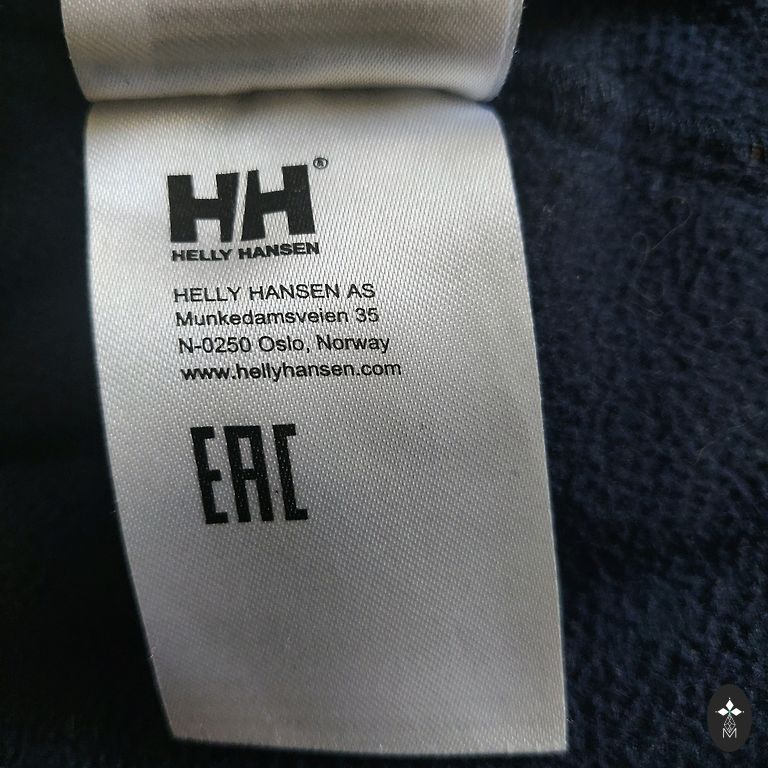 HH®
HELLY HANSEN
HELLY HANSEN AS
Munkedamsveien 35
N-0250 Oslo, Norway
www.hellyhansen.com
EAC
M